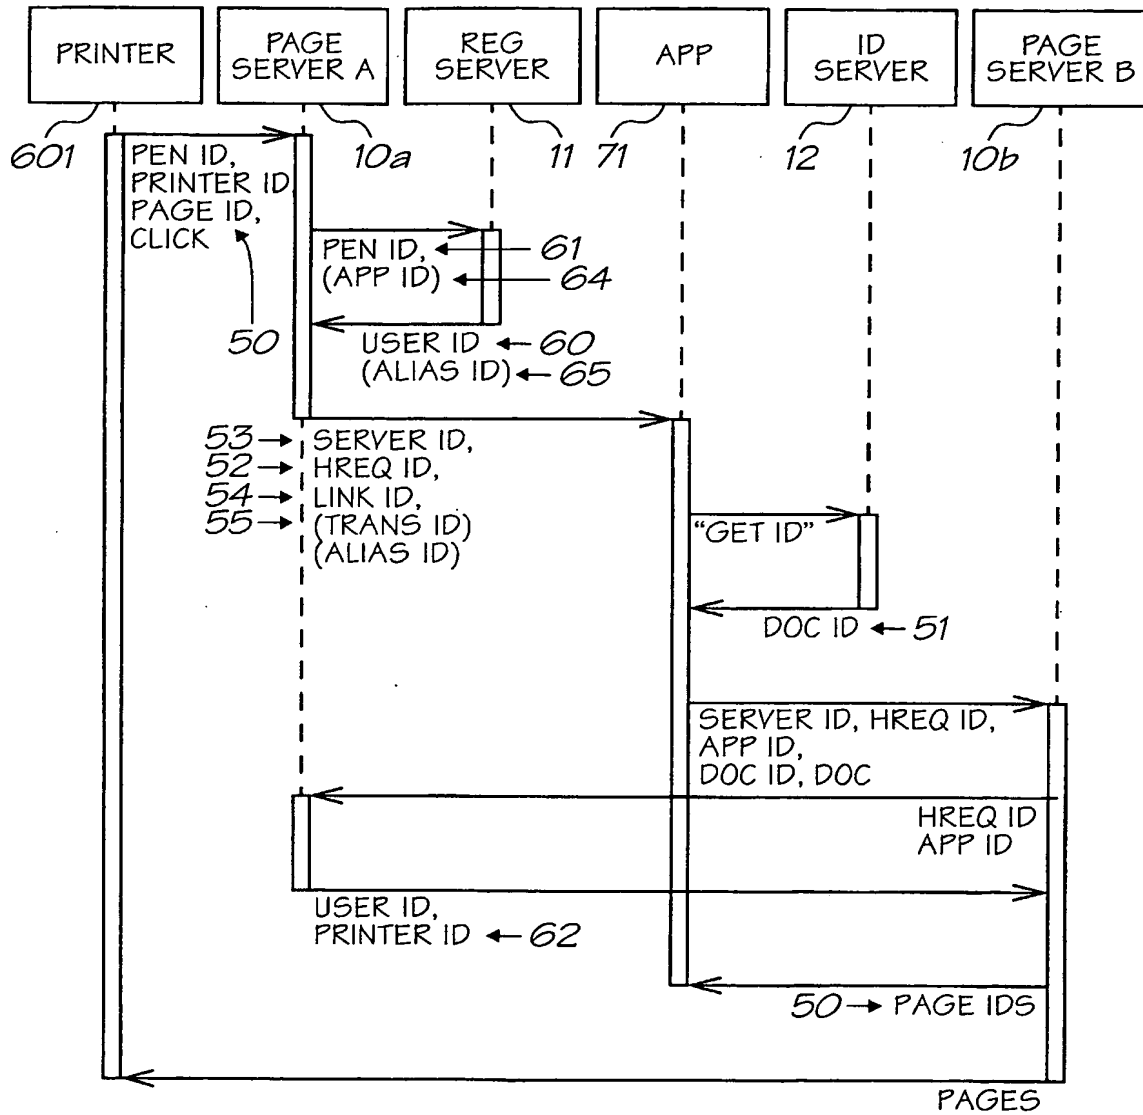 PRINTER
PAGE
SERVER A
REG
SERVER
APP
ID
SERVER
PAGE
SERVER B
601
10a
11
71
12
10b
PEN ID,
PRINTER ID
PAGE ID,
CLICK
50
PEN ID,
61
(APP ID)
64
USER ID
60
(ALIAS ID)
65
53
SERVER ID,
52
HREQ ID,
54
LINK ID,
55
(TRANS ID)
(ALIAS ID)
"GET ID"
DOC ID
51
SERVER ID, HREQ ID,
APP ID,
DOC ID, DOC
HREQ ID
APP ID
USER ID,
PRINTER ID
62
50
PAGE IDS
PAGES